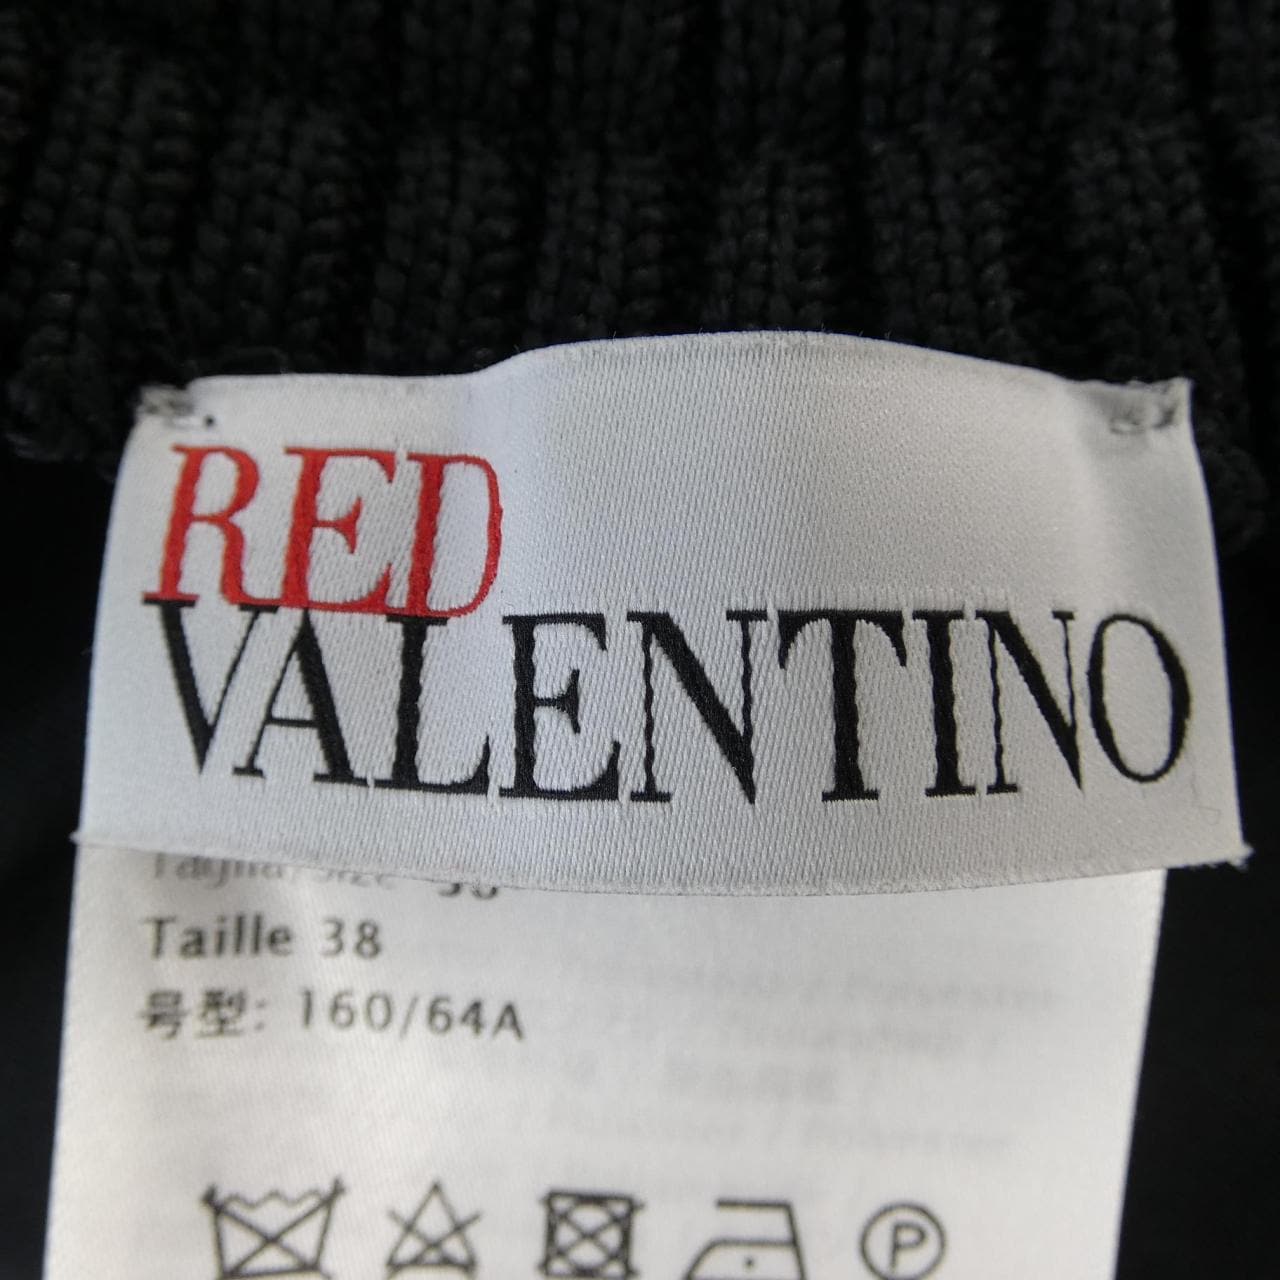 RED
VALENTINO
Taille 38
号型: 160/64A
P